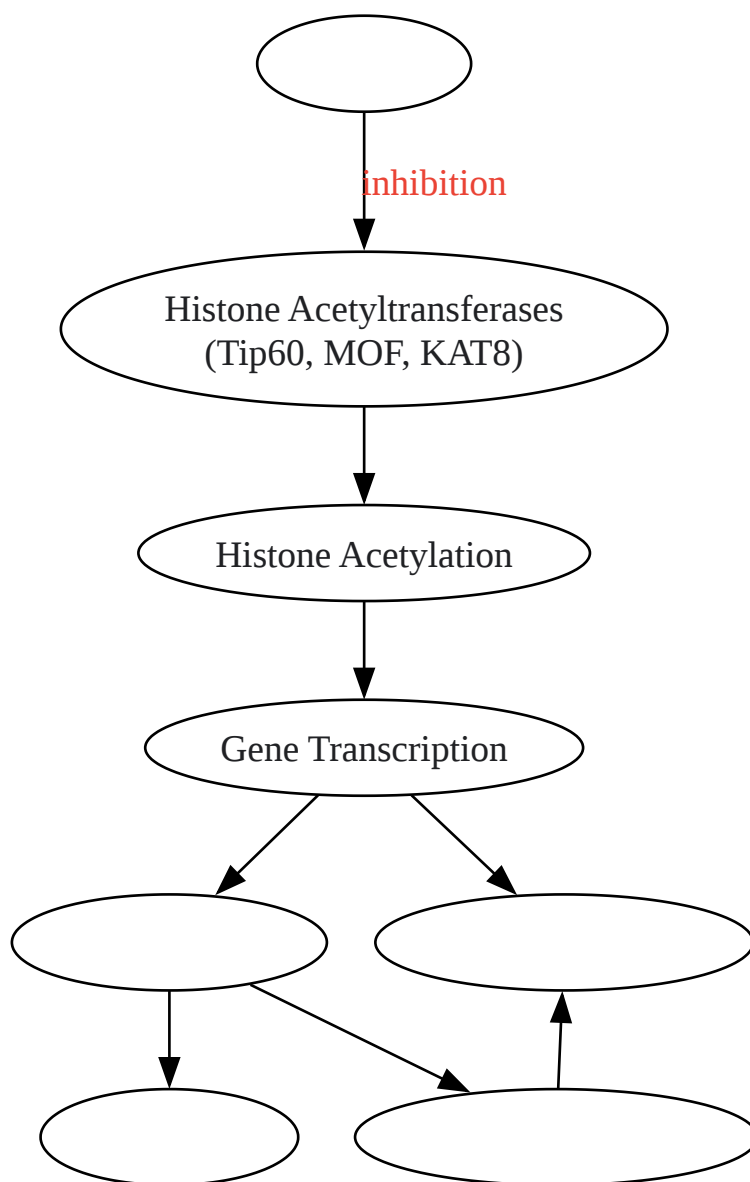 inhibition
Histone Acetyltransferases
(Tip60, MOF, KAT8)
Histone Acetylation
Gene Transcription